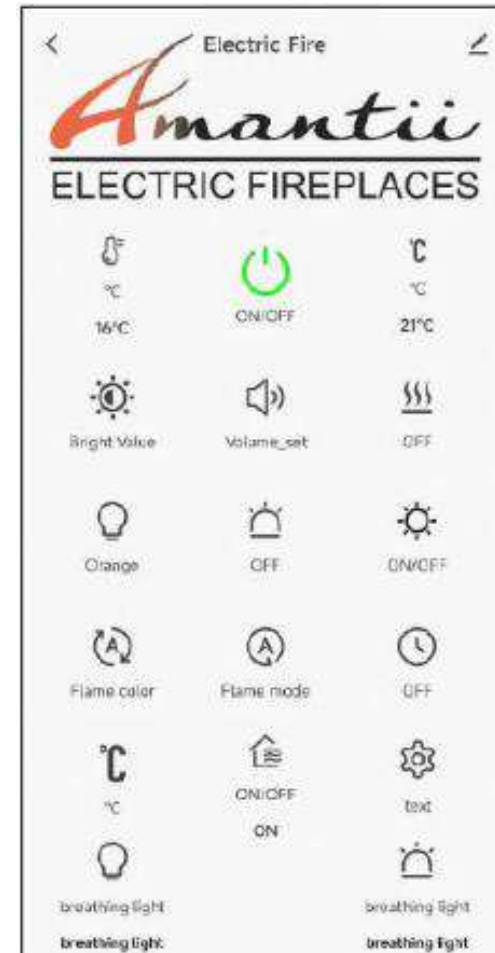 Electric Fire
Amantii
ELECTRIC FIREPLACES
°C
°C °C
16°C ON/OFF 21°C
Bright Value Volume_set OFF
Orange OFF ON/OFF
A A
Flame color Flame mode OFF
°C
°C ON/OFF text
ON
breathing light breathing light
breathing light breathing light